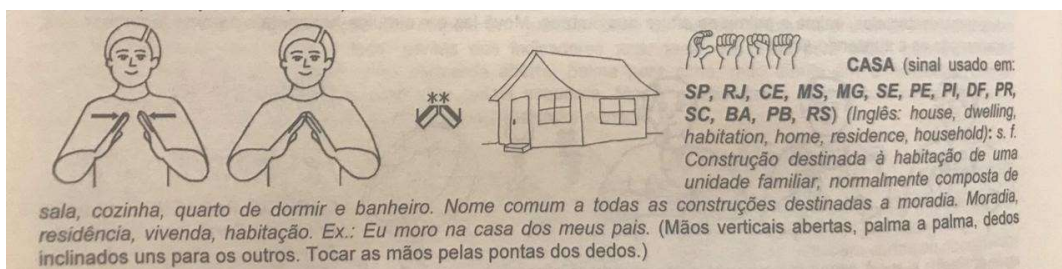 CASA (sinal usado em:
SP, RJ, CE, MS, MG, SE, PE, PI, DF, PR,
SC, BA, PB, RS) (Inglês: house, dwelling,
habitation, home, residence, household): s. f.
Construção destinada à habitação de uma
unidade familiar, normalmente composta de
sala, cozinha, quarto de dormir e banheiro. Nome comum a todas as construções destinadas a moradia. Moradia,
residência, vivenda, habitação. Ex.: Eu moro na casa dos meus pais. (Mãos verticais abertas, palma a palma, dedos
inclinados uns para os outros. Tocar as mãos pelas pontas dos dedos.)